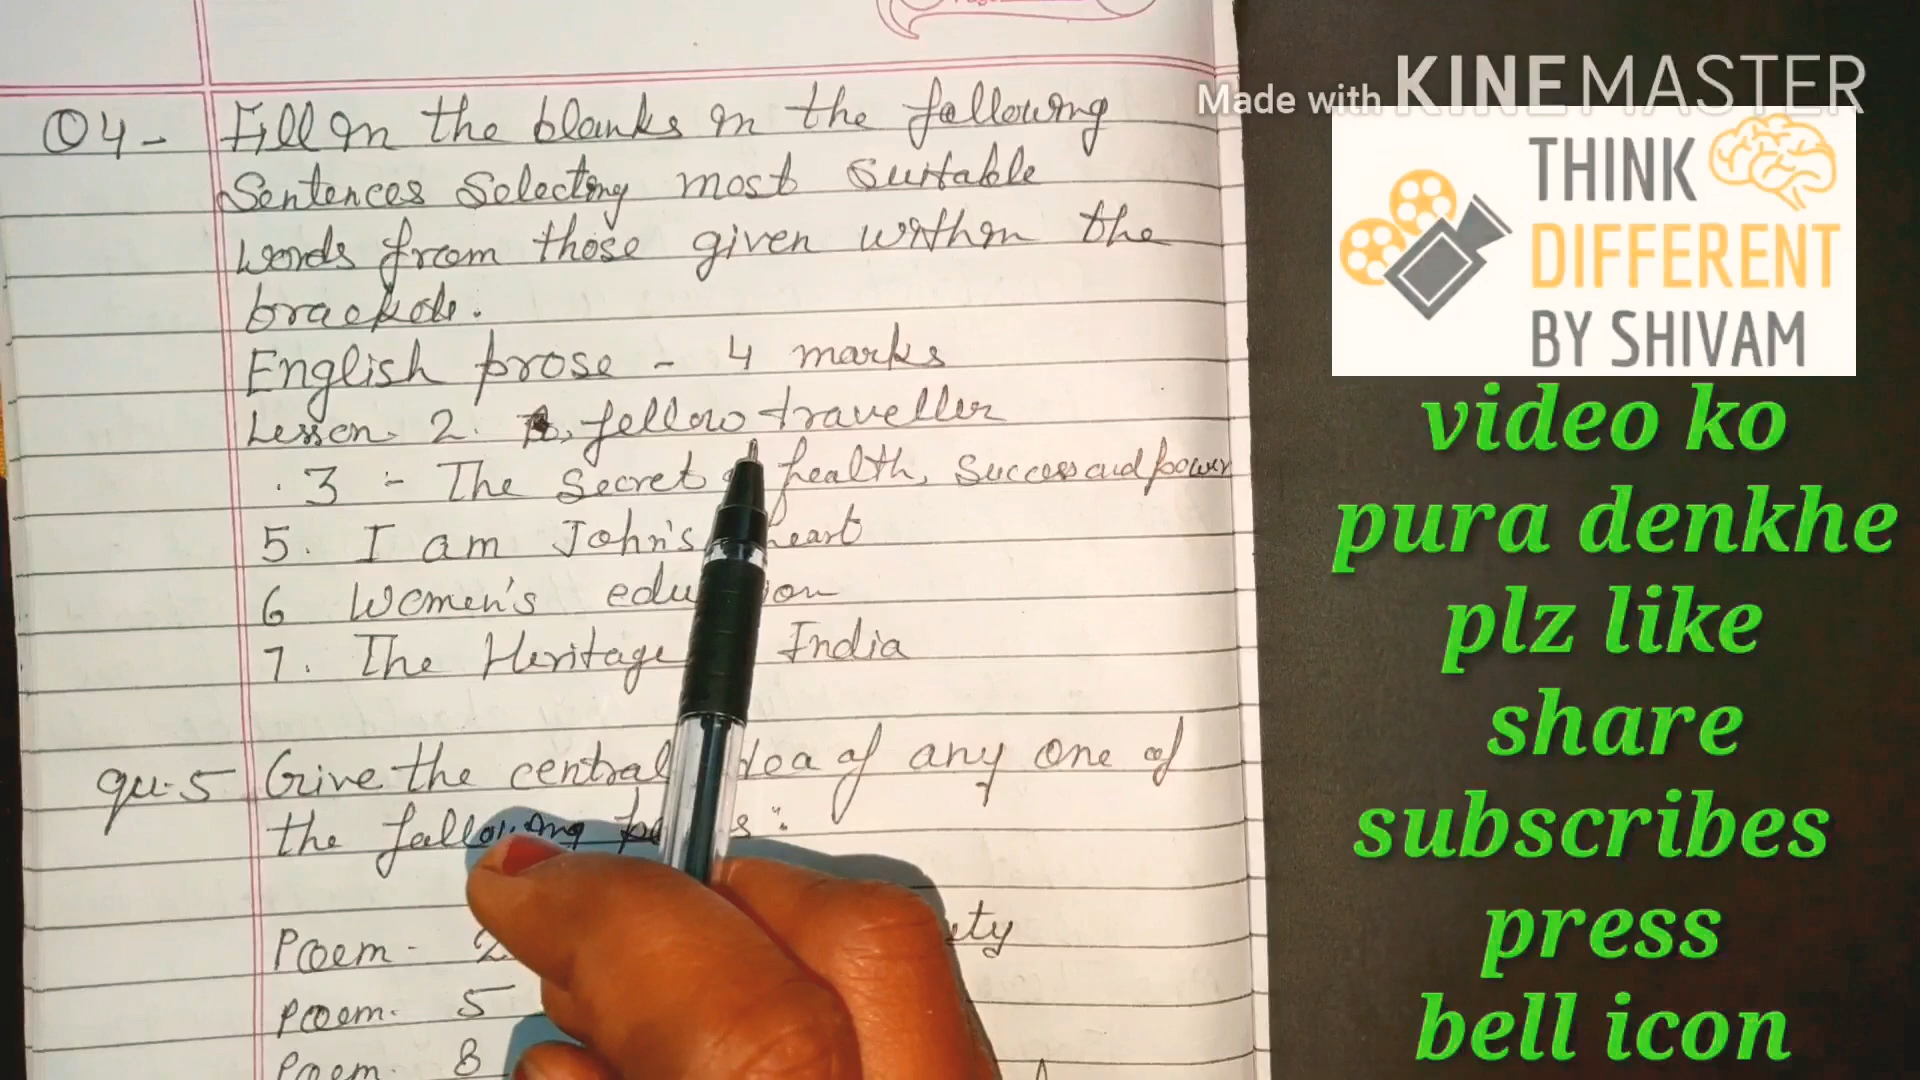 Q4- Fill in the blanks in the following
Sentences Selecting most suitable
words from those given within the
English prose - 4 marks
Lesson 2. fellow traveller
3 - The Secret health, Success and power
5. I am John's heart
6 Women's
7. The Heritage India
qu.5 Give the central of any one of
the following
Poem - 2
poem. 5
Poem. 8
Made with KINEMASTER
THINK
DIFFERENT
BY SHIVAM
video ko
pura denkhe
plz like
share
subscribes
press
bell icon